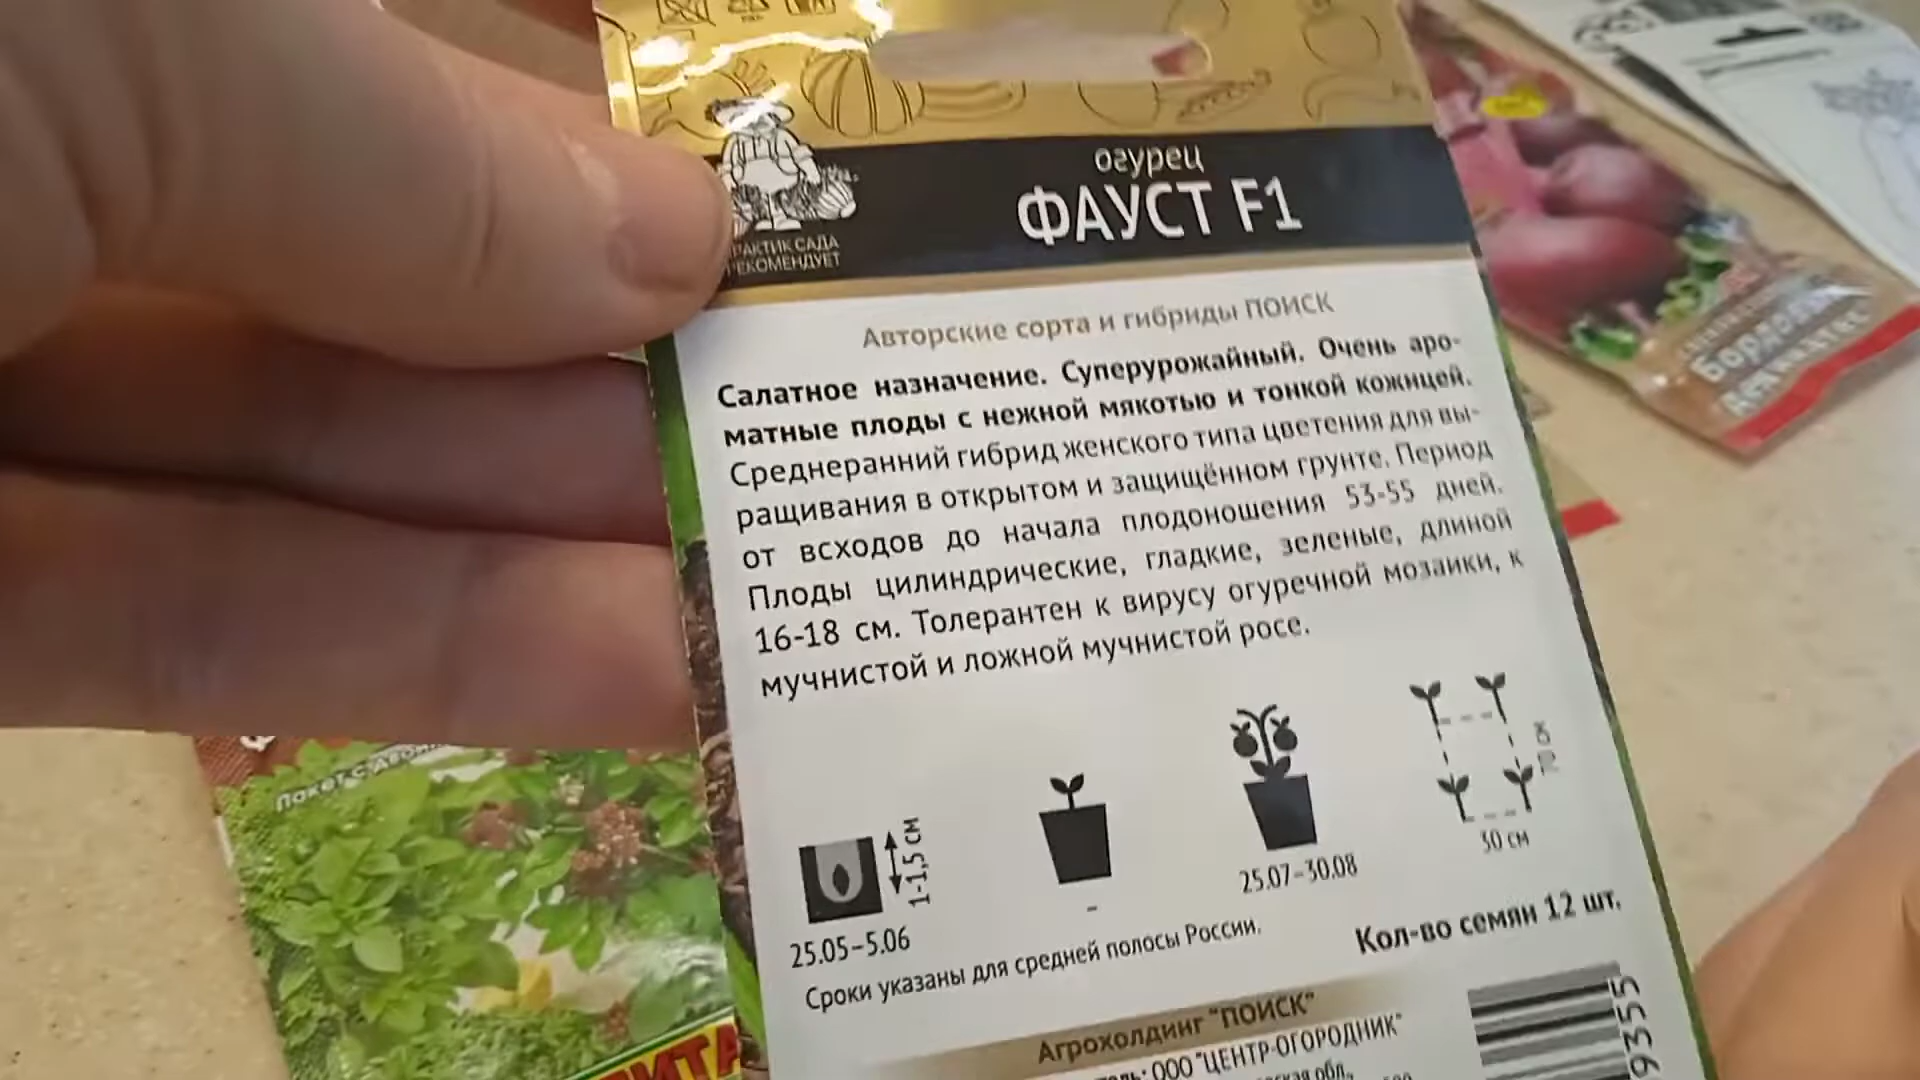 огурец
ФАУСТ F1
САДА
Авторские сорта и гибриды ПОИСК
Салатное назначение. Суперурожайный. Очень аро-
матные плоды с нежной мякотью и тонкой кожицей.
Среднеранний гибрид женского типа цветения для вы-
ращивания в открытом и защищённом грунте. Период
от всходов до начала плодоношения 53-55 дней.
Плоды цилиндрические, гладкие, зеленые, длиной
16-18 см. Толерантен к вирусу огуречной мозаики, к
мучнистой и ложной мучнистой росе.
1-1,5 см
25.05–5.06
–
25.07–30.08
Сроки указаны для средней полосы России.
Кол-во семян 12 шт.
Агрохолдинг "ПОИСК"
ООО "ЦЕНТР-ОГОРОДНИК"
обл.,
9355
Пакет с